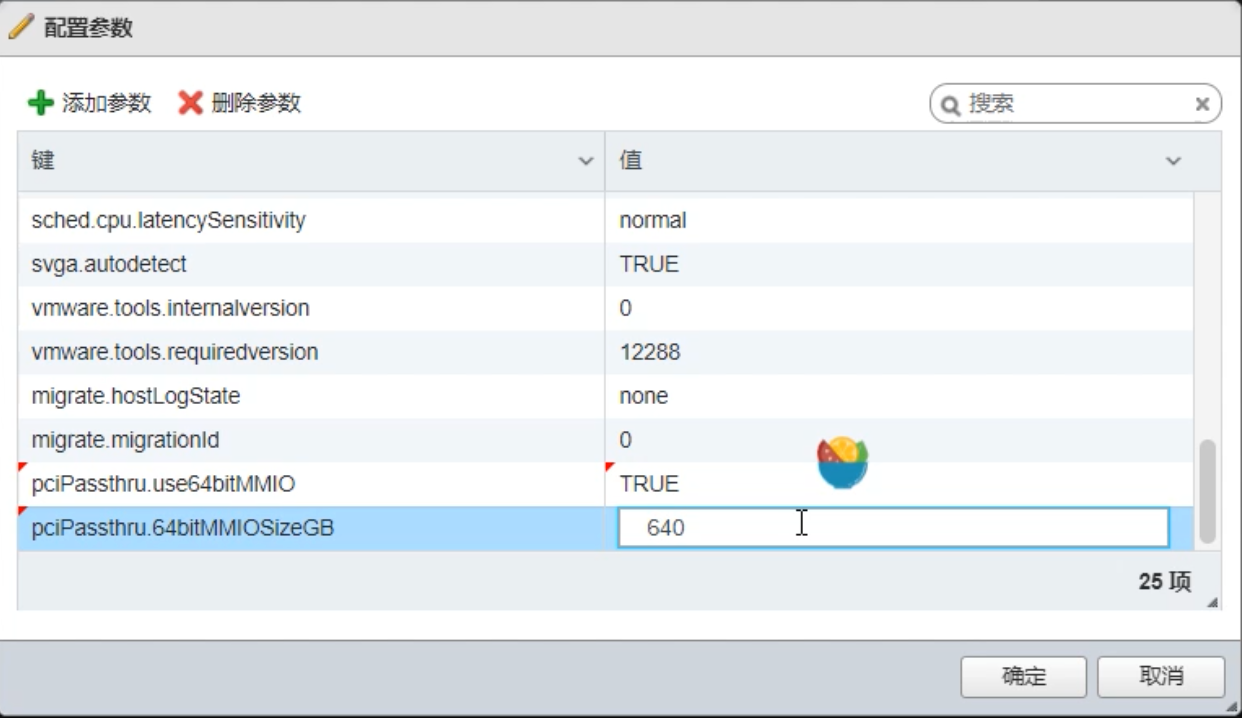 配置参数
添加参数 删除参数 搜索
键 值
sched.cpu.latencySensitivity normal
svga.autodetect TRUE
vmware.tools.internalversion 0
vmware.tools.requiredversion 12288
migrate.hostLogState none
migrate.migrationId 0
pciPassthru.use64bitMMIO TRUE
pciPassthru.64bitMMIOSizeGB 640
25 项
确定 取消